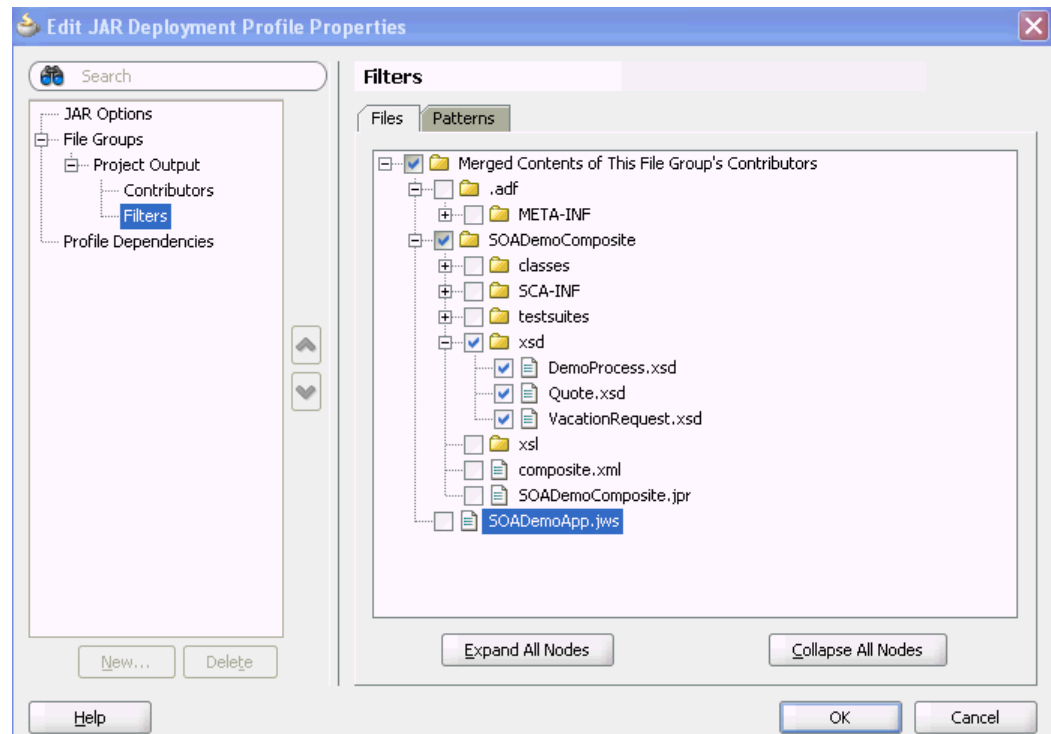 Edit JAR Deployment Profile Properties
Search
JAR Options
File Groups
Project Output
Contributors
Filters
Profile Dependencies
New...
Delete
Filters
Files
Patterns
Merged Contents of This File Group's Contributors
.adf
META-INF
SOADemoComposite
classes
SCA-INF
testsuites
xsd
DemoProcess.xsd
Quote.xsd
VacationRequest.xsd
xsl
composite.xml
SOADemoComposite.jpr
SOADemoApp.jws
Expand All Nodes
Collapse All Nodes
Help
OK
Cancel